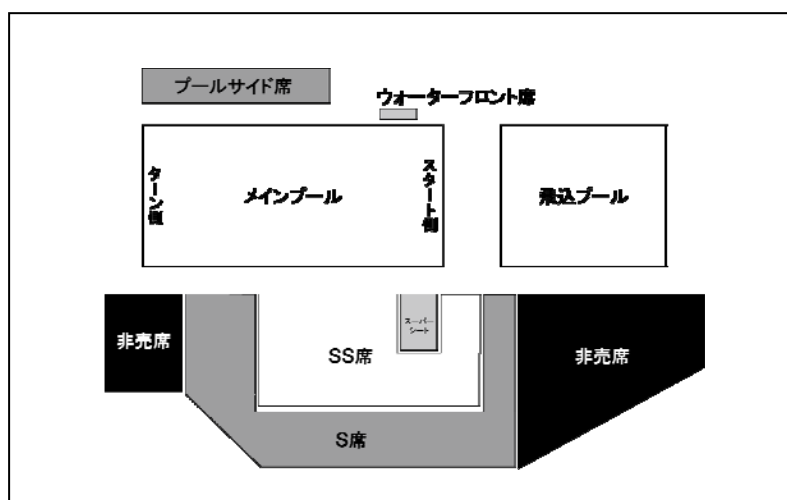 プールサイド席
ウォーターフロント席
ターン側
メインプール
スタート側
飛込プール
非売席
SS席
スーパー
シート
非売席
S席